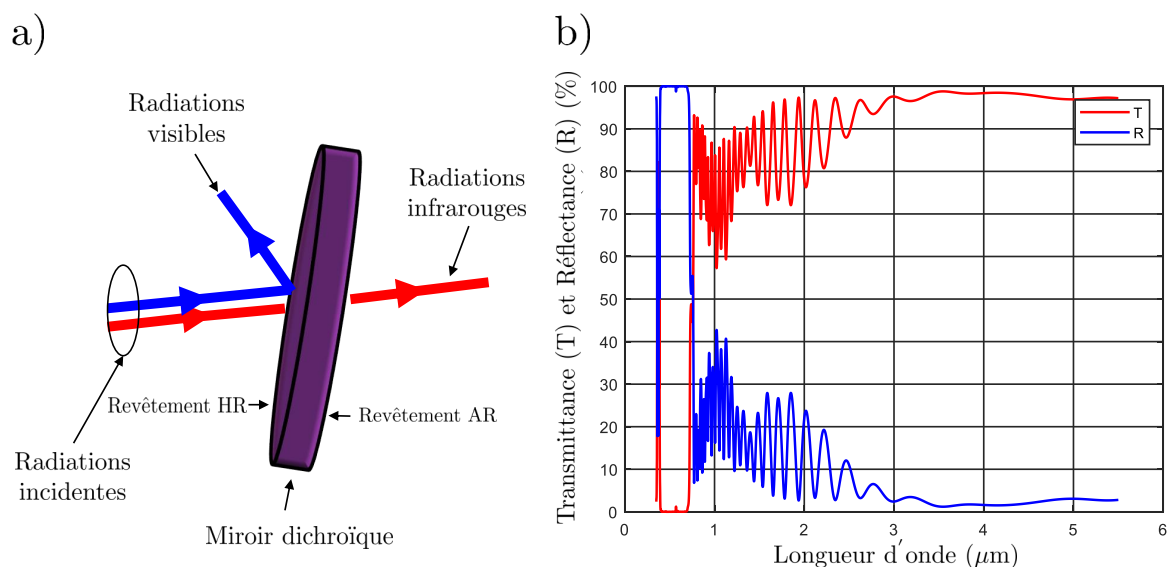 a)
Radiations
visibles
Radiations
infrarouges
Revêtement HR
Revêtement AR
Radiations
incidentes
Miroir dichroïque
b)
Transmittance (T) et Réflectance (R) (%)
100
90
80
70
60
50
40
30
20
10
0
T
R
0 1 2 3 4 5 6
Longueur d'onde (μm)